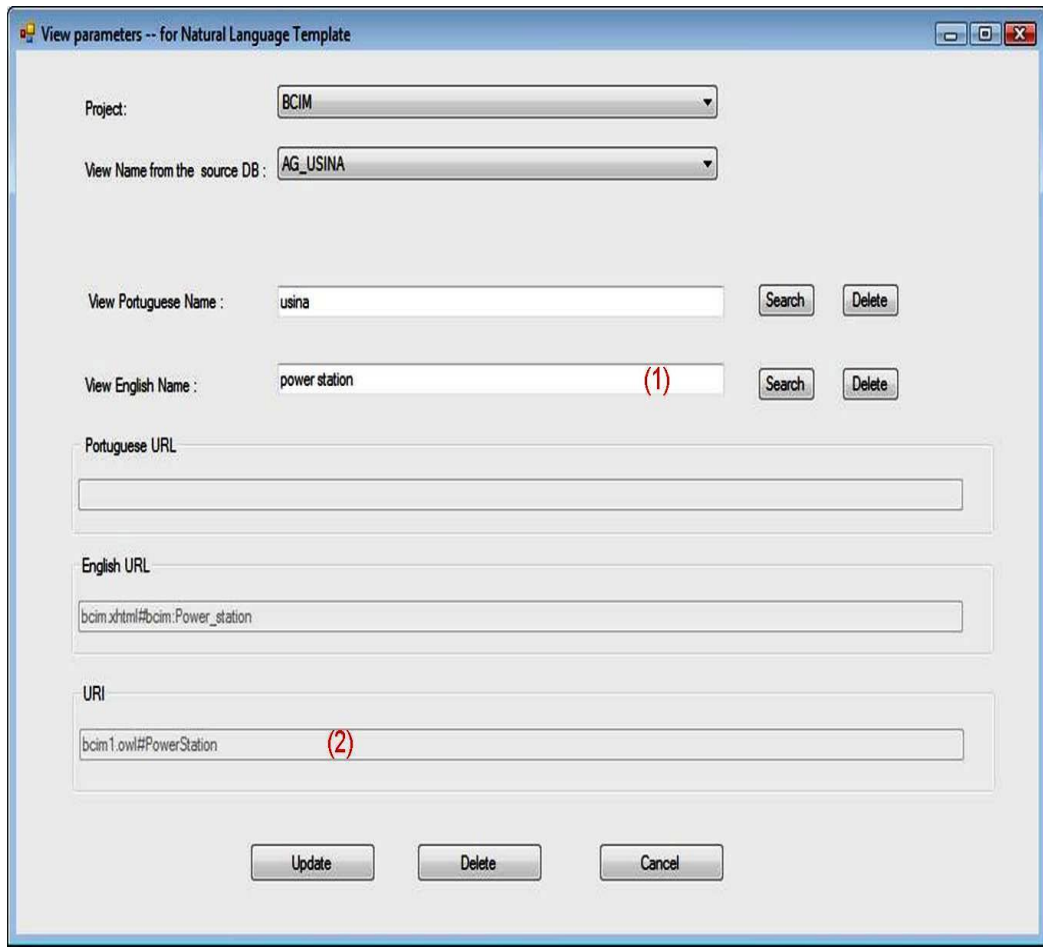 View parameters -- for Natural Language Template
Project: BCIM
View Name from the source DB : AG_USINA
View Portuguese Name : usina Search Delete
View English Name : power station (1) Search Delete
Portuguese URL
English URL
bcim.xhtml#bcim:Power_station
URI
bcim1.owl#PowerStation (2)
Update Delete Cancel